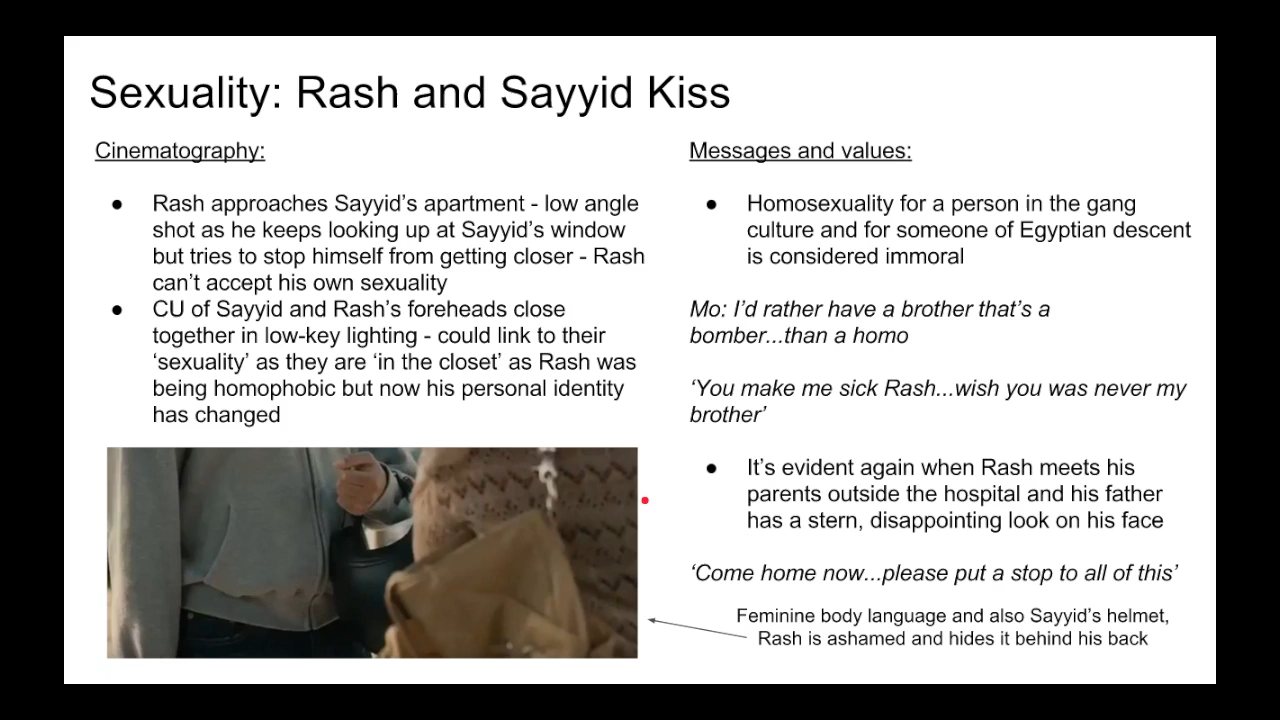 Sexuality: Rash and Sayyid Kiss
Cinematography:
● Rash approaches Sayyid’s apartment - low angle
shot as he keeps looking up at Sayyid’s window
but tries to stop himself from getting closer - Rash
can’t accept his own sexuality
● CU of Sayyid and Rash’s foreheads close
together in low-key lighting - could link to their
‘sexuality’ as they are ‘in the closet’ as Rash was
being homophobic but now his personal identity
has changed
Messages and values:
● Homosexuality for a person in the gang
culture and for someone of Egyptian descent
is considered immoral
Mo: I’d rather have a brother that’s a
bomber...than a homo
‘You make me sick Rash...wish you was never my
brother’
● It’s evident again when Rash meets his
parents outside the hospital and his father
has a stern, disappointing look on his face
‘Come home now...please put a stop to all of this’
Feminine body language and also Sayyid’s helmet,
Rash is ashamed and hides it behind his back